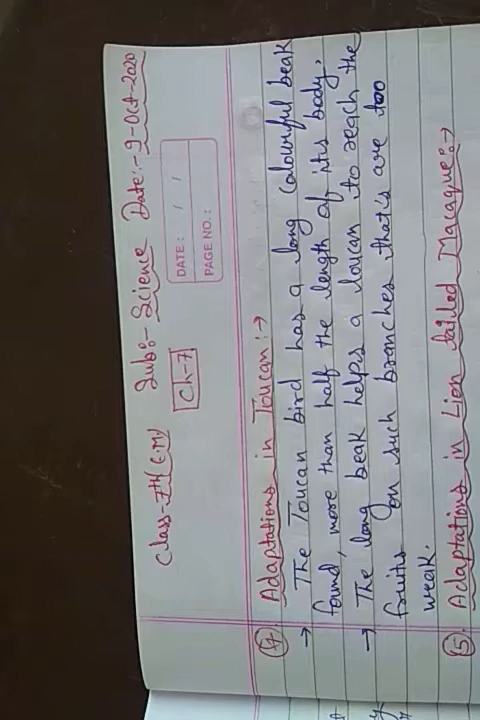 Class-7th (E.M) Sub:- Science Date:- 9-Oct-2020
Ch-7
DATE: / /
PAGE NO.:
4. Adaptations in Toucan:→
→ The Toucan bird has a long colourful beak
found, more than half the length of its body.
→ The long beak helps a toucan to reach the
fruits on such branches that's are too
weak.
5. Adaptations in Lion tailed Macaque:→